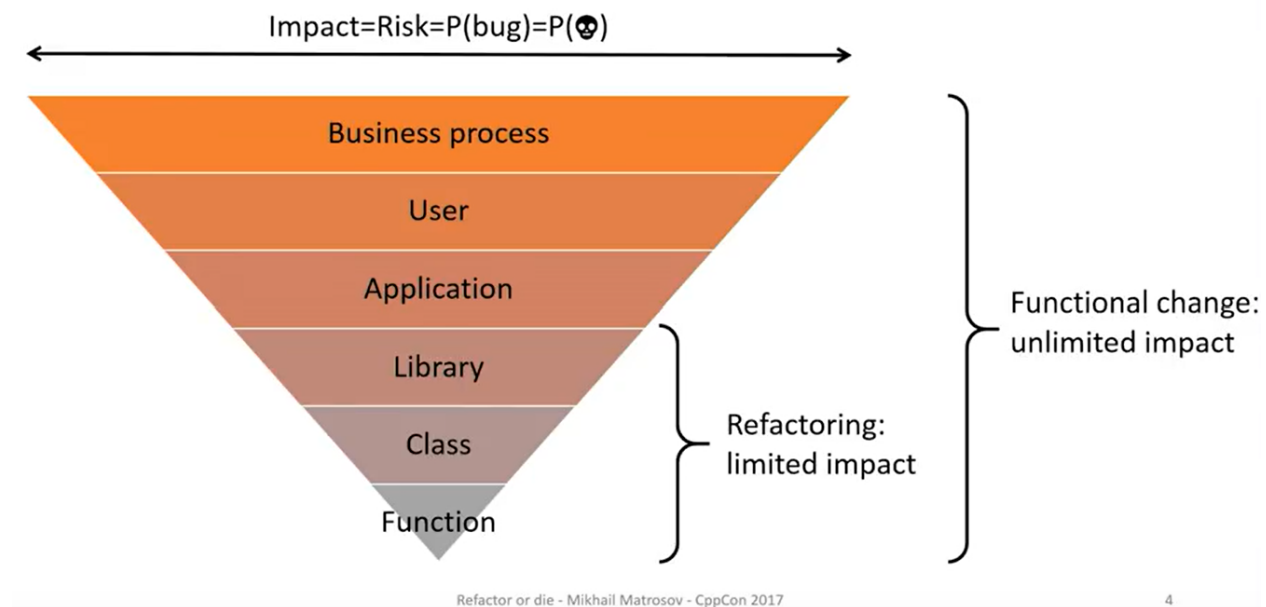 Impact=Risk=P(bug)=P(☠)
Business process
User
Application
Library
Class
Function
Refactoring:
limited impact
Functional change:
unlimited impact
Refactor or die - Mikhail Matrosov - CppCon 2017
4